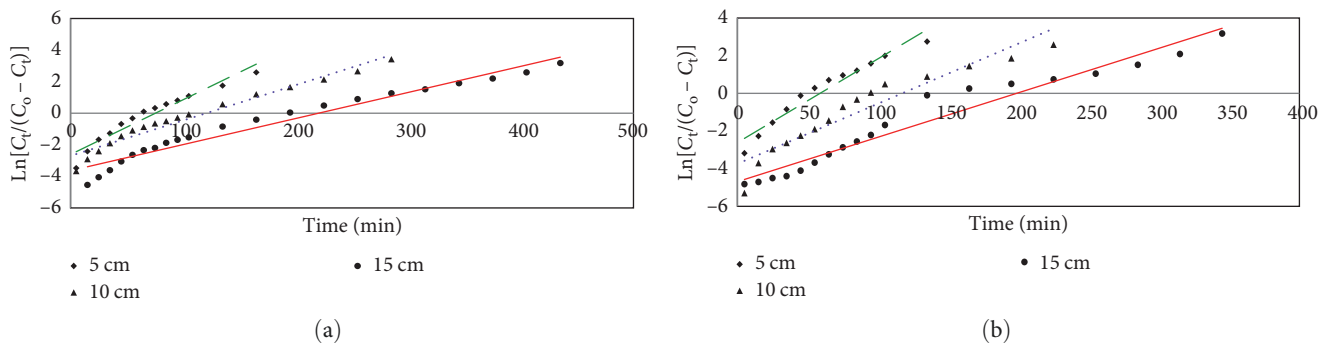 6
4
2
0
–2
–4
–6
0 100 200 300 400 500
Ln[Ct/(Co – Ct)]
Time (min)
5 cm
10 cm
15 cm
(a)
4
2
0
–2
–4
–6
0 50 100 150 200 250 300 350 400
Ln[Ct/(Co – Ct)]
Time (min)
5 cm
10 cm
15 cm
(b)